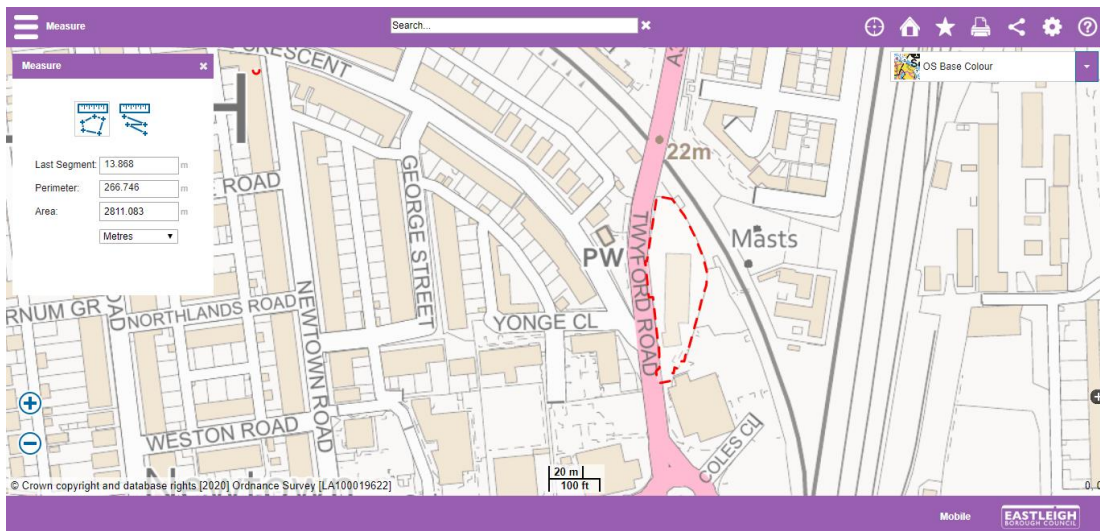 Measure
Search...
Measure
OS Base Colour
Last Segment: 13.868 m
Perimeter: 266.746 m
Area: 2811.083 m
Metres
CRESCENT
22m
ROAD
GEORGE STREET
TWYFORD ROAD
Masts
PW
RNUM GR
NORTHLANDS ROAD
NEWTOWN ROAD
YONGE CL
WESTON ROAD
COLES CL
20 m
100 ft
© Crown copyright and database rights [2020] Ordnance Survey [LA100019622]
Mobile
EASTLEIGH
BOROUGH COUNCIL